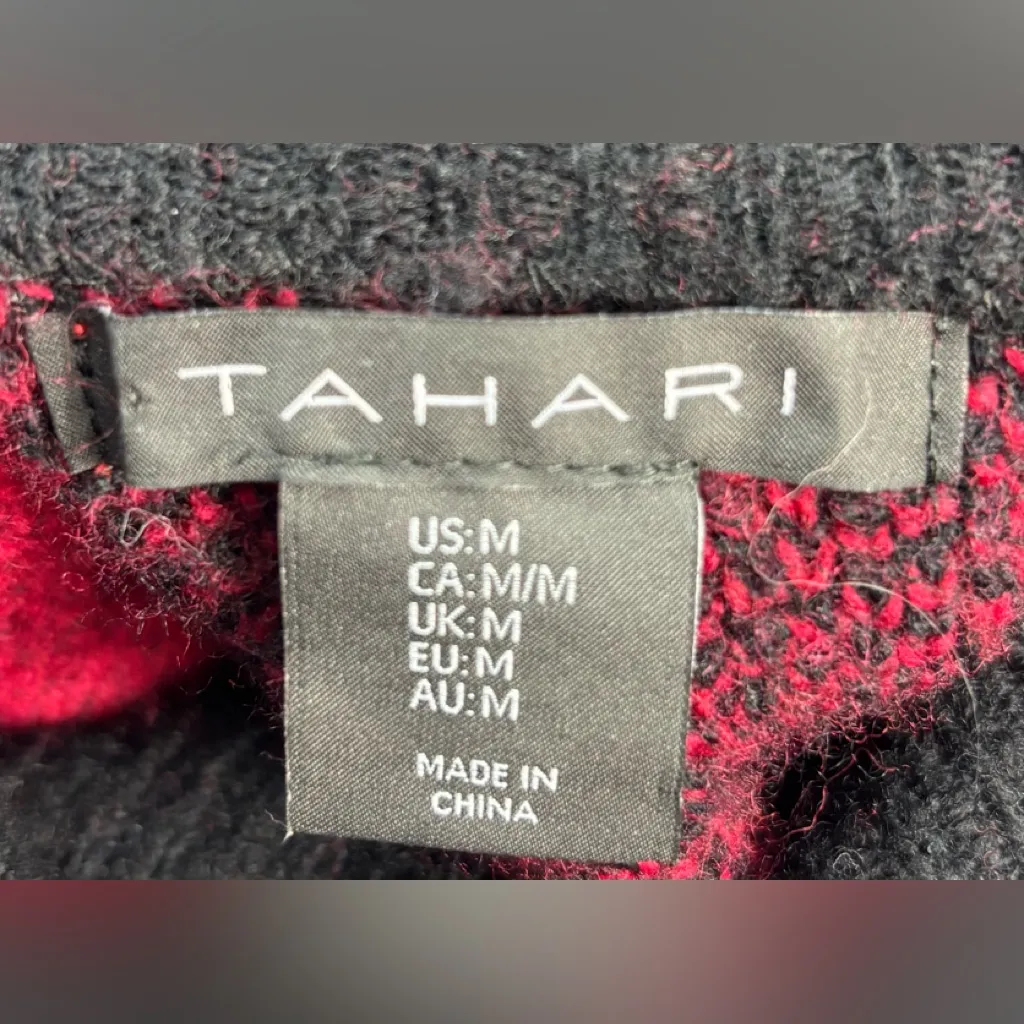 TAHARI
US: M
CA: M/M
UK: M
EU: M
AU: M
MADE IN
CHINA